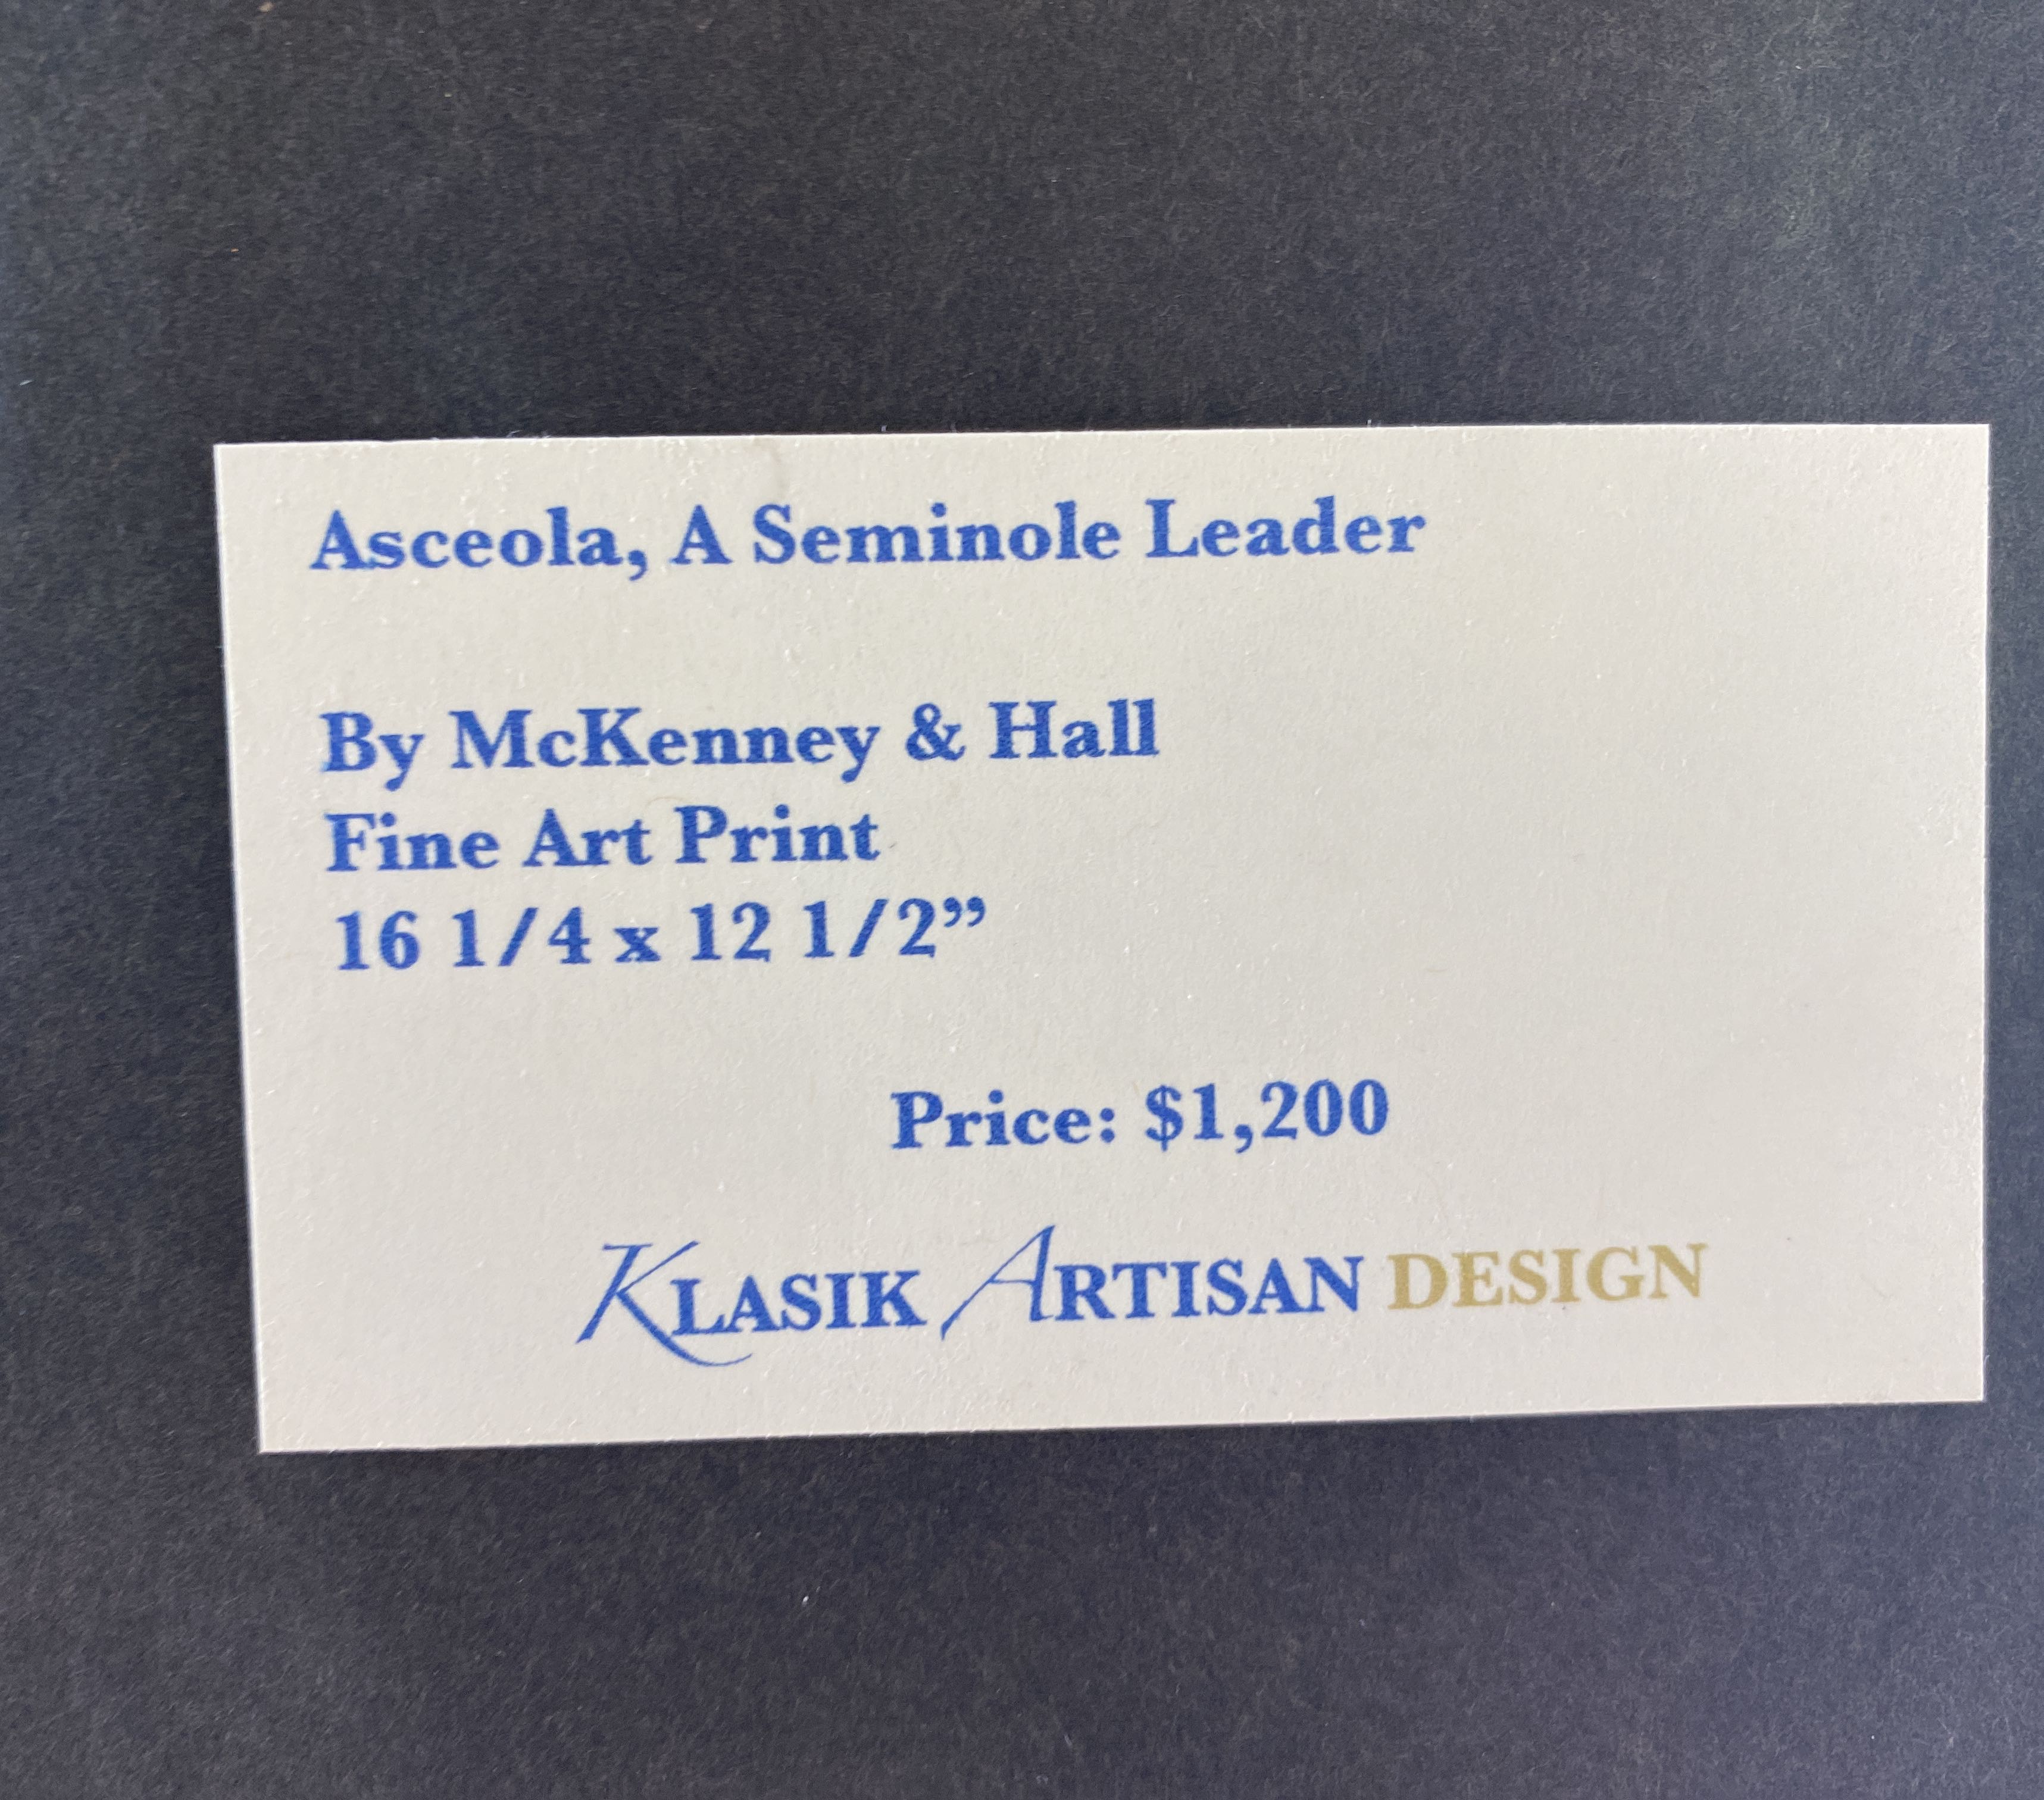 Asceola, A Seminole Leader
By McKenney & Hall
Fine Art Print
16 1/4 x 12 1/2”
Price: $1,200
KLASIK ARTISAN DESIGN